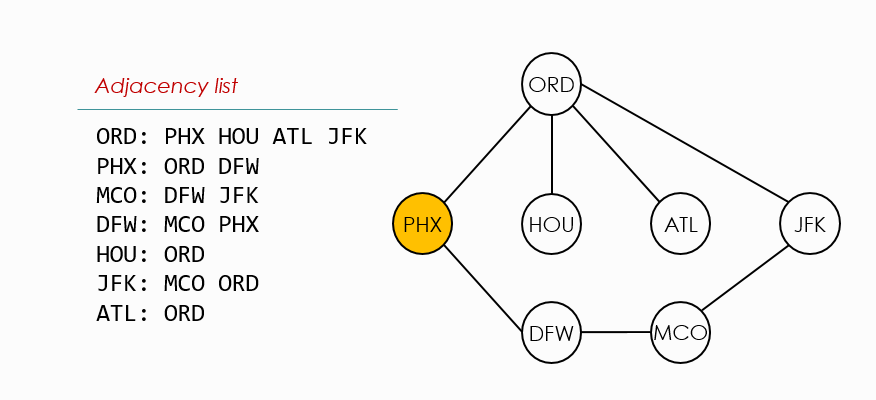 Adjacency list
ORD: PHX HOU ATL JFK
PHX: ORD DFW
MCO: DFW JFK
DFW: MCO PHX
HOU: ORD
JFK: MCO ORD
ATL: ORD
ORD
PHX
HOU
ATL
JFK
DFW
MCO